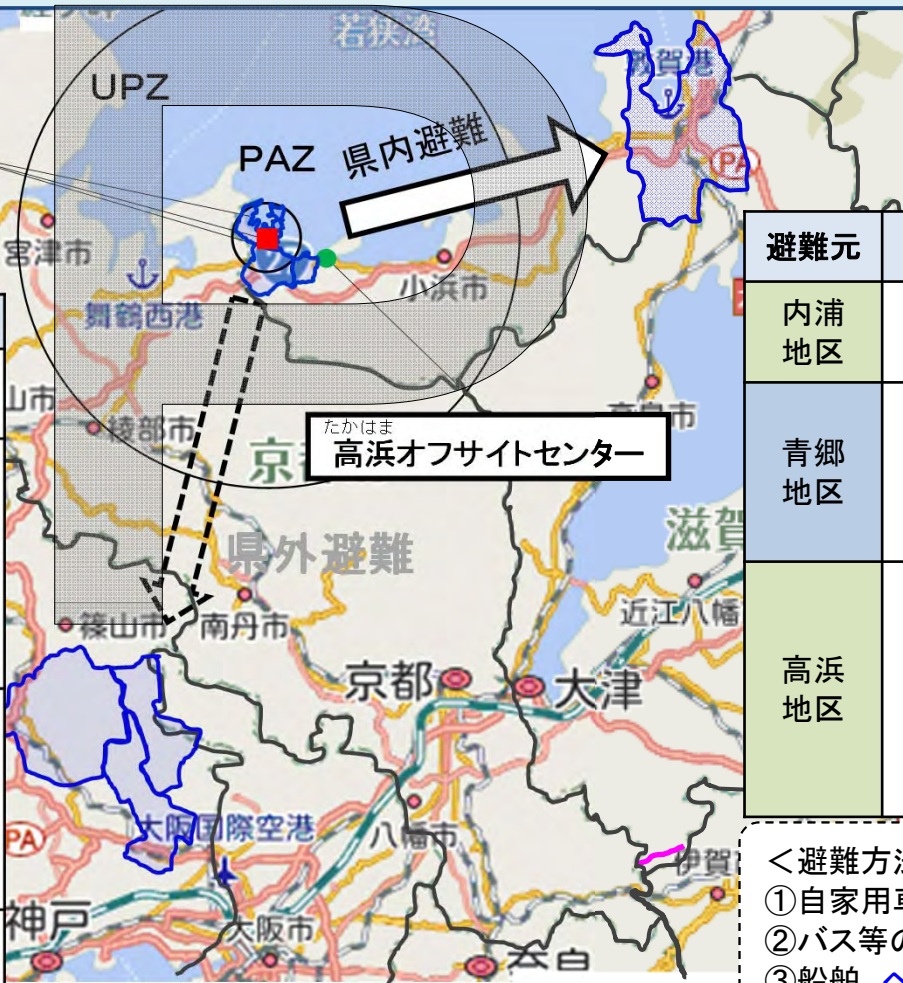 若狭湾
敦賀港
UPZ
PAZ
県内避難
PA
宮津市
舞鶴西港
小浜市
山市
綾部市
たかはま
高浜オフサイトセンター
京
滋賀
県外避難
篠山市
南丹市
近江八幡
京都
大津
大阪国際空港
八幡市
PA
伊賀
神戸
大阪市
避難元
内浦
地区
青郷
地区
高浜
地区
＜避難方法
①自家用車
②バス等の
③船舶